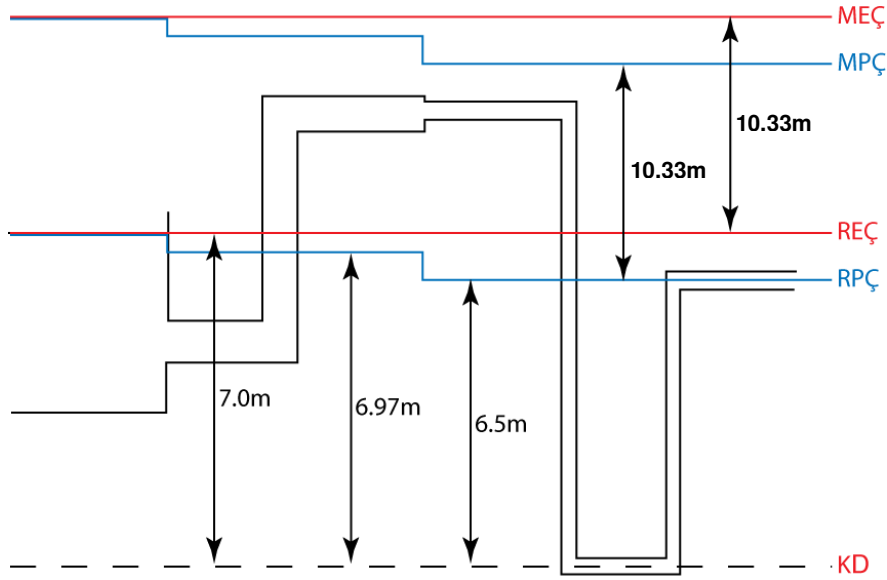 MEÇ
MPÇ
10.33m
10.33m
REÇ
RPÇ
7.0m
6.97m
6.5m
KD